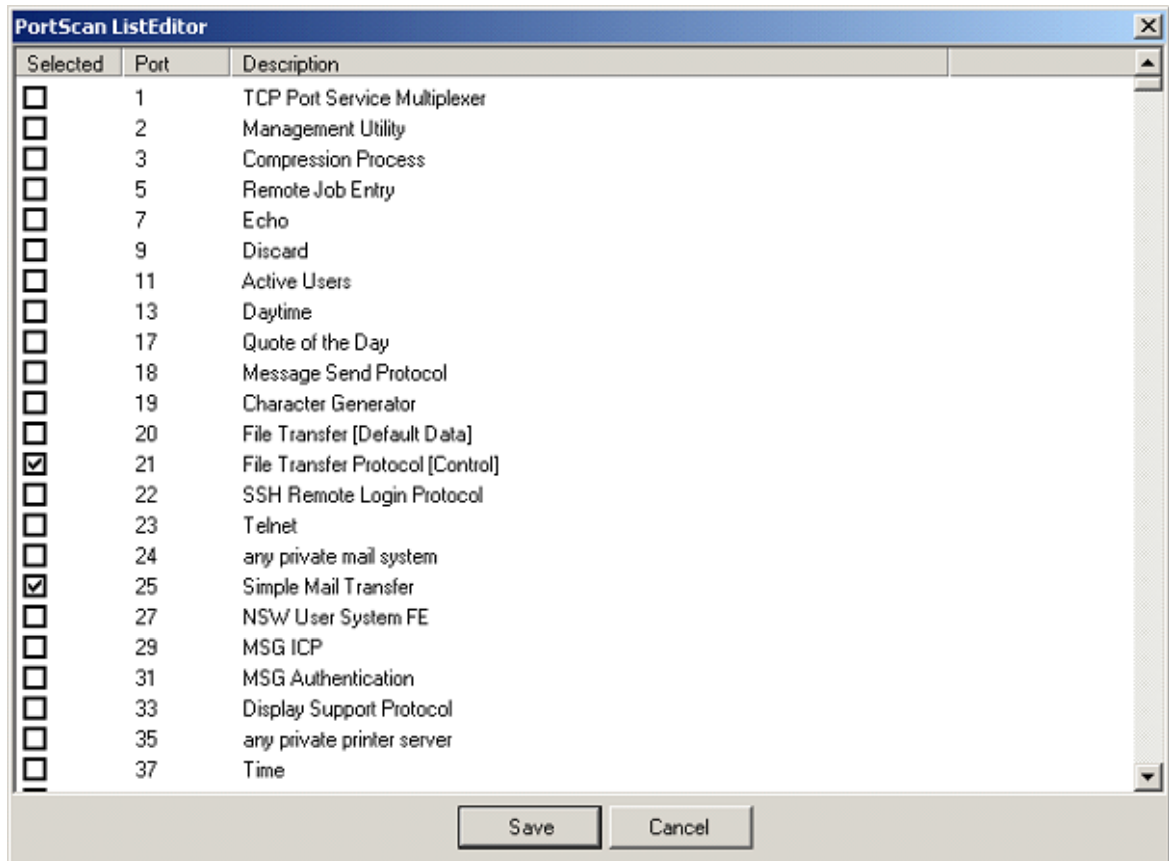 PortScan ListEditor
Selected Port Description
1 TCP Port Service Multiplexer
2 Management Utility
3 Compression Process
5 Remote Job Entry
7 Echo
9 Discard
11 Active Users
13 Daytime
17 Quote of the Day
18 Message Send Protocol
19 Character Generator
20 File Transfer [Default Data]
21 File Transfer Protocol [Control]
22 SSH Remote Login Protocol
23 Telnet
24 any private mail system
25 Simple Mail Transfer
27 NSW User System FE
29 MSG ICP
31 MSG Authentication
33 Display Support Protocol
35 any private printer server
37 Time
Save Cancel